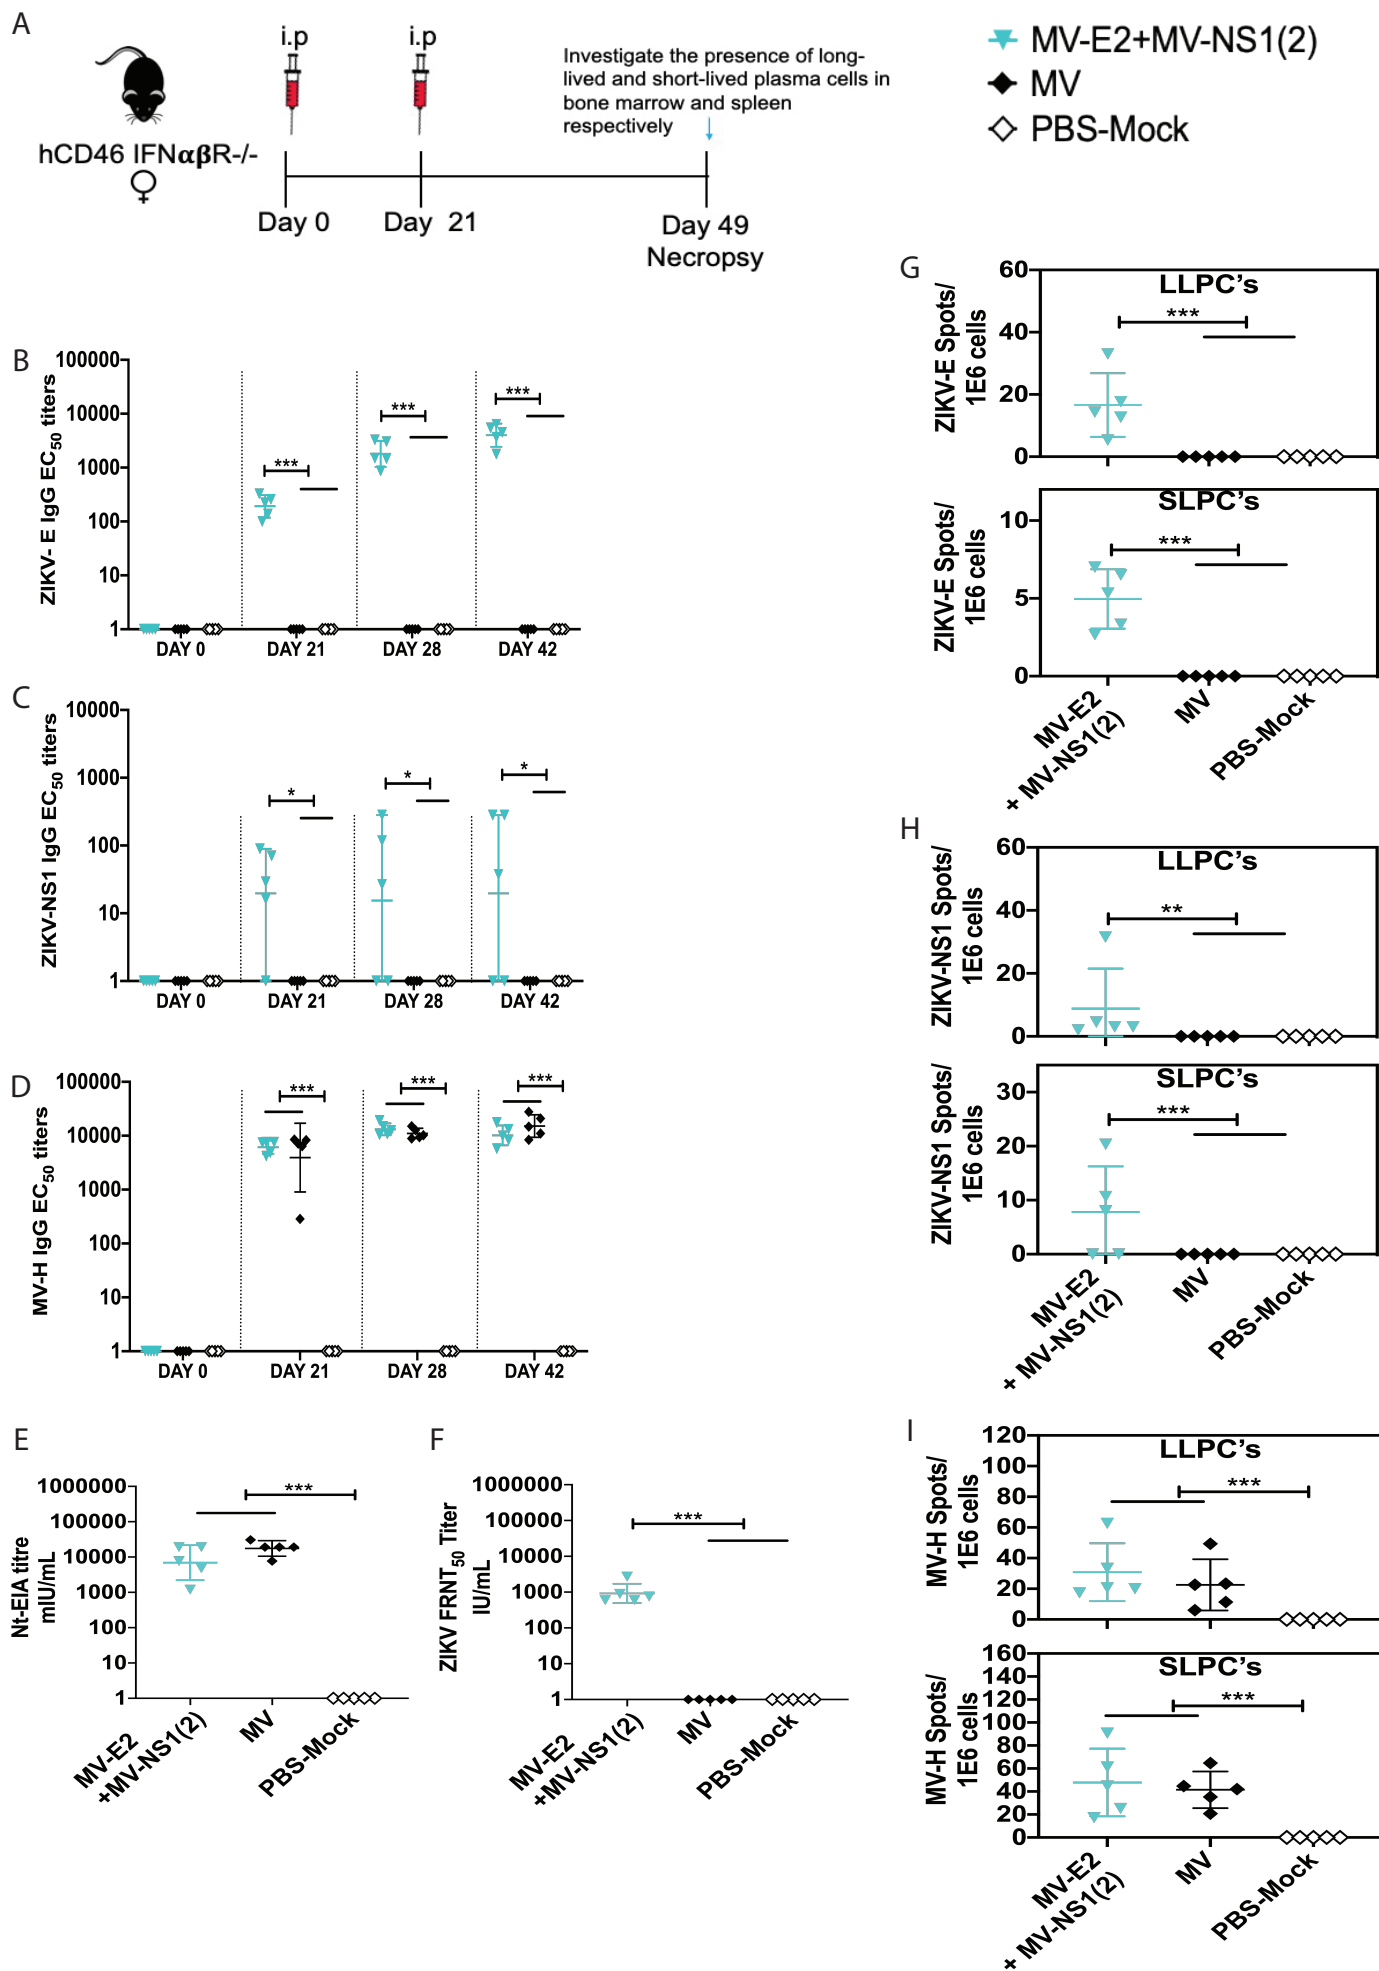 A
i.p
i.p
Investigate the presence of long-
lived and short-lived plasma cells in
bone marrow and spleen
respectively
hCD46 IFNαβR-/-
♀
Day 0
Day 21
Day 49
Necropsy
MV-E2+MV-NS1(2)
MV
PBS-Mock
B
ZIKV- E IgG EC50 titers
100000
10000
1000
100
10
1
***
***
***
DAY 0
DAY 21
DAY 28
DAY 42
C
ZIKV-NS1 IgG EC50 titers
10000
1000
100
10
1
*
*
*
DAY 0
DAY 21
DAY 28
DAY 42
D
MV-H IgG EC50 titers
100000
10000
1000
100
10
1
***
***
***
DAY 0
DAY 21
DAY 28
DAY 42
E
Nt-EIA titre
mIU/mL
1000000
100000
10000
1000
100
10
1
***
MV-E2
+MV-NS1(2)
MV
PBS-Mock
F
ZIKV FRNT50 Titer
IU/mL
1000000
100000
10000
1000
100
10
1
***
MV-E2
+MV-NS1(2)
MV
PBS-Mock
G
ZIKV-E Spots/
1E6 cells
60
40
20
0
LLPC's
***
ZIKV-E Spots/
1E6 cells
10
5
0
SLPC's
***
MV-E2
+ MV-NS1(2)
MV
PBS-Mock
H
ZIKV-NS1 Spots/
1E6 cells
60
40
20
0
LLPC's
**
ZIKV-NS1 Spots/
1E6 cells
30
20
10
0
SLPC's
***
MV-E2
+ MV-NS1(2)
MV
PBS-Mock
I
MV-H Spots/
1E6 cells
120
100
80
60
40
20
0
LLPC's
***
MV-H Spots/
1E6 cells
160
140
120
100
80
60
40
20
0
SLPC's
***
MV-E2
+ MV-NS1(2)
MV
PBS-Mock